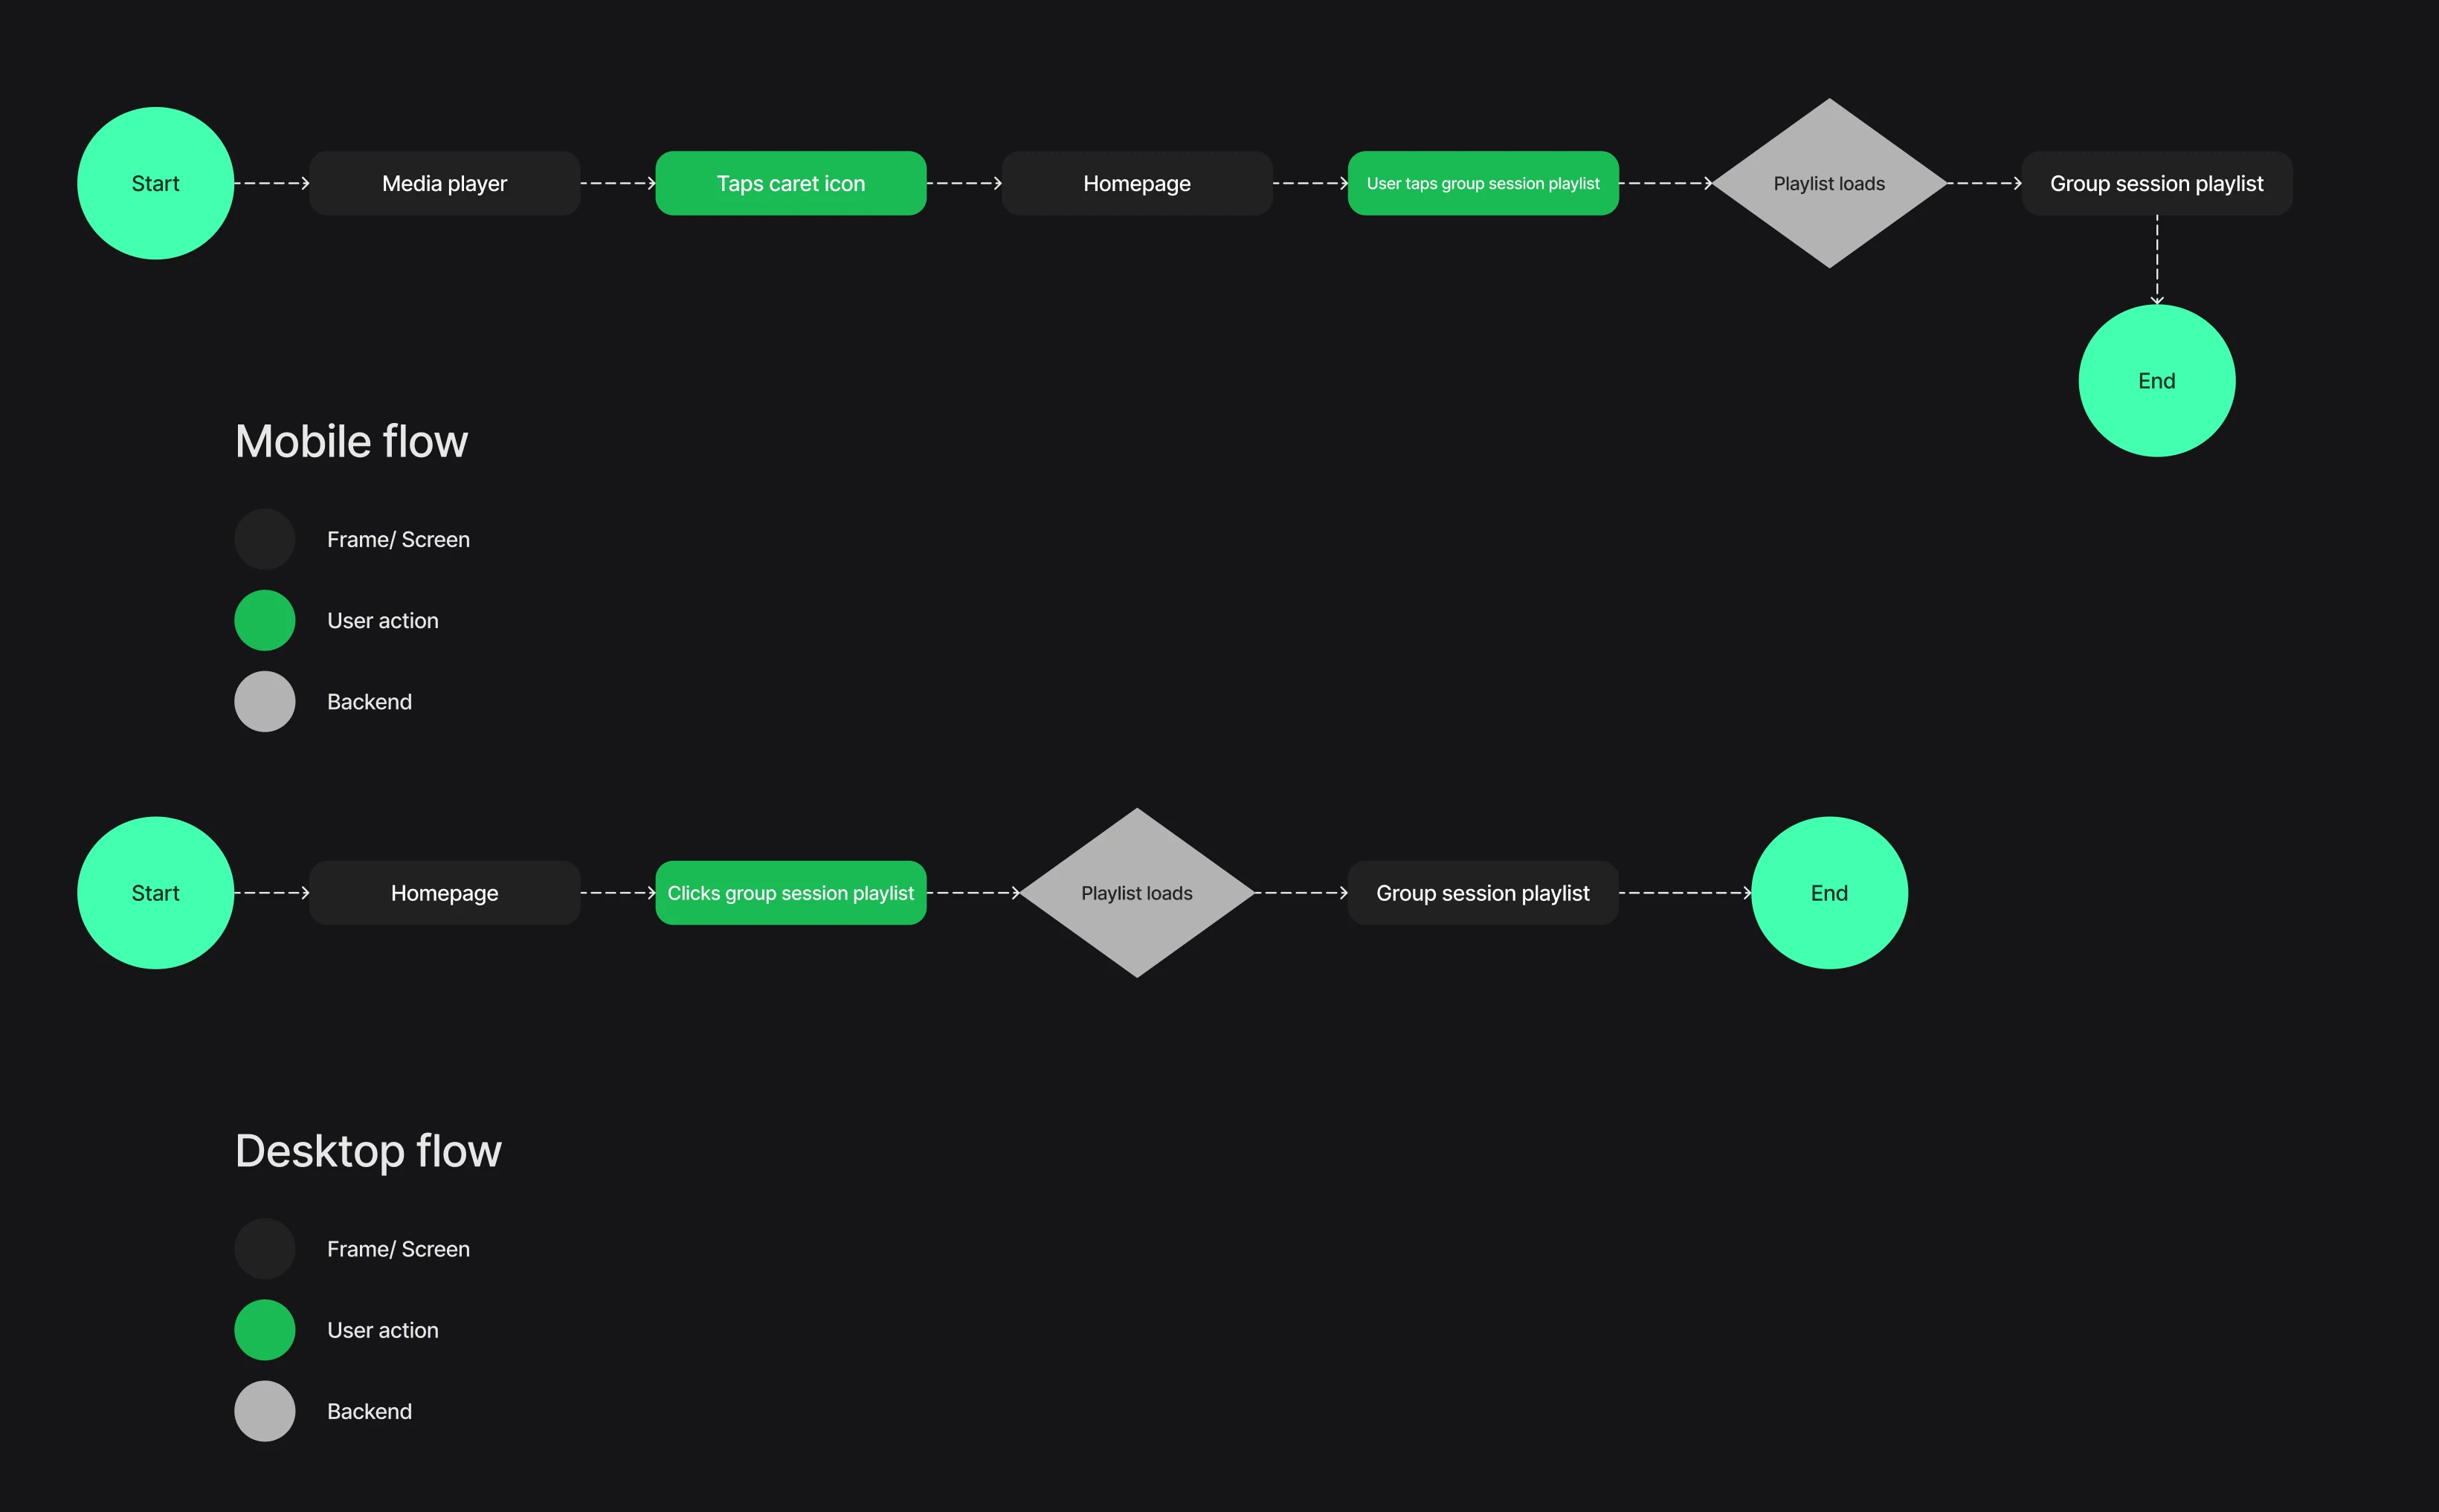 Start
Media player
Taps caret icon
Homepage
User taps group session playlist
Playlist loads
Group session playlist
End
Mobile flow
Frame/ Screen
User action
Backend
Start
Homepage
Clicks group session playlist
Playlist loads
Group session playlist
End
Desktop flow
Frame/ Screen
User action
Backend